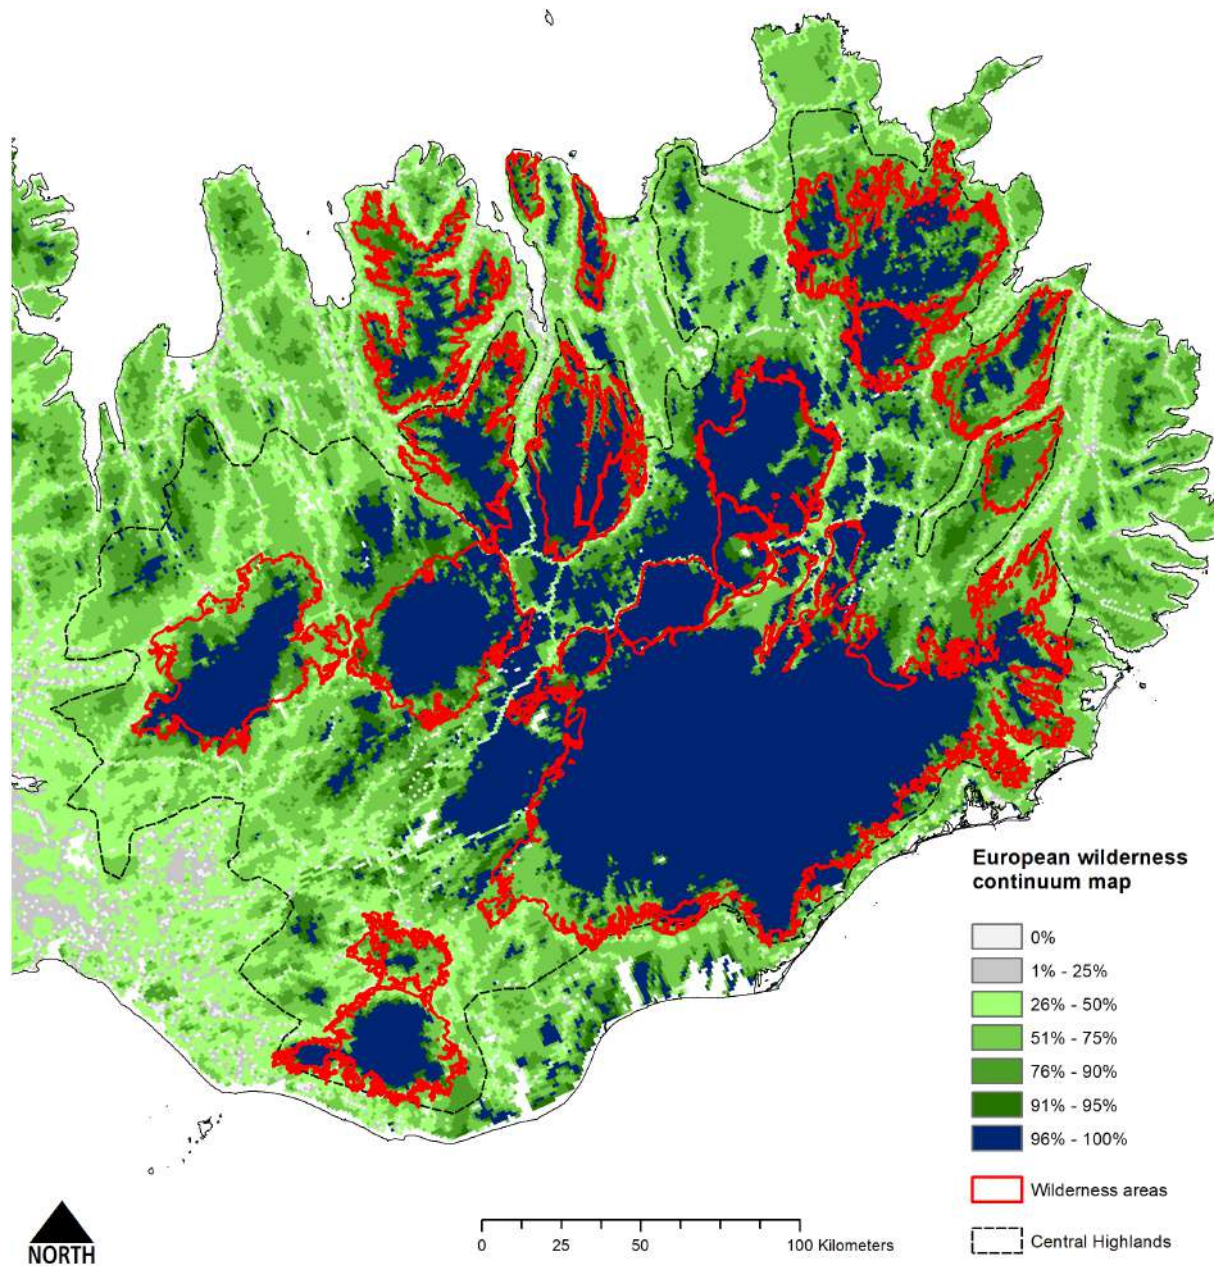 European wilderness
continuum map
0%
1% - 25%
26% - 50%
51% - 75%
76% - 90%
91% - 95%
96% - 100%
Wilderness areas
Central Highlands
NORTH
0 25 50 100 Kilometers